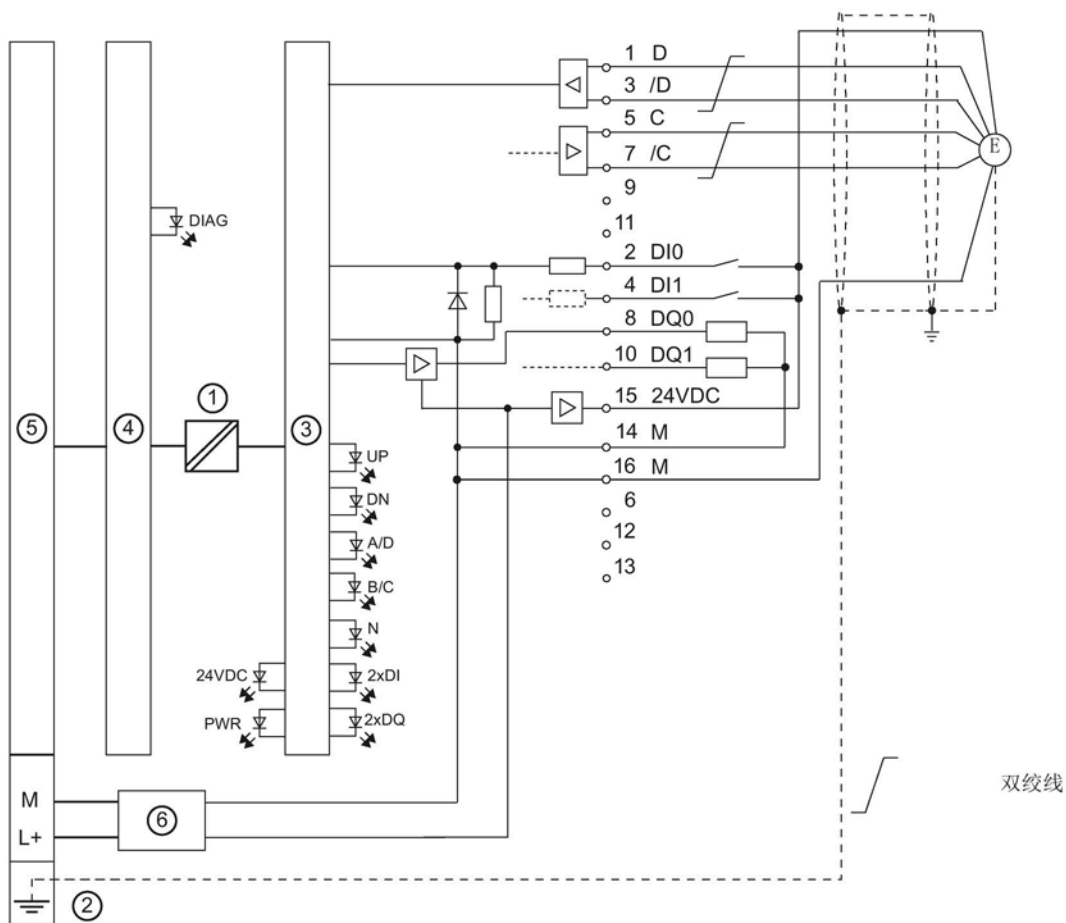 1 D
3 /D
5 C
7 /C
9
11
2 DI0
4 DI1
8 DQ0
10 DQ1
15 24VDC
14 M
16 M
6
12
13
E
DIAG
①
⑤
④
③
UP
DN
A/D
B/C
N
24VDC
2xDI
PWR
2xDQ
M
L+
⑥
②
双绞线